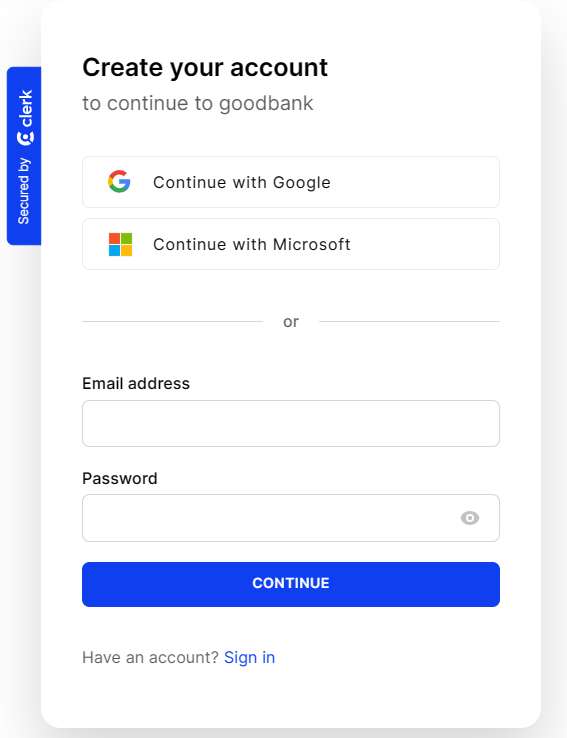 Create your account
to continue to goodbank
Secured by clerk
Continue with Google
Continue with Microsoft
or
Email address
Password
CONTINUE
Have an account? Sign in